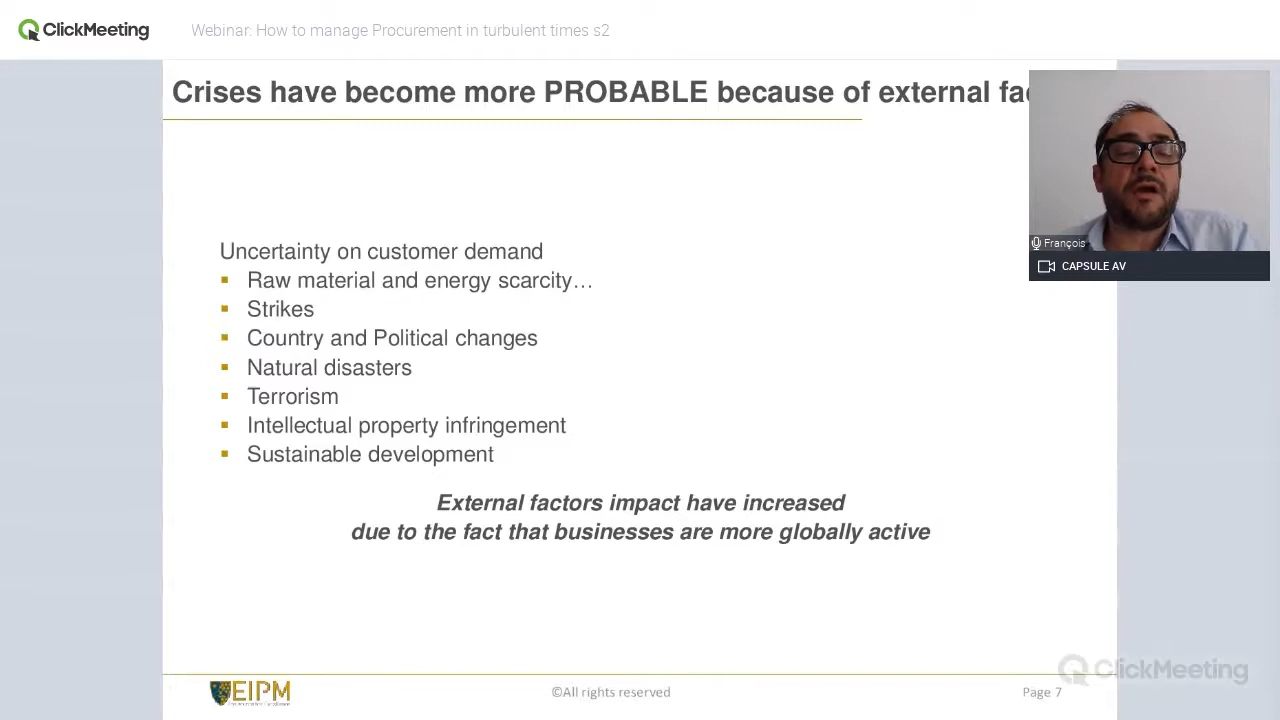 ClickMeeting
Webinar: How to manage Procurement in turbulent times s2
Crises have become more PROBABLE because of external
François
CAPSULE AV
Uncertainty on customer demand
Raw material and energy scarcity…
Strikes
Country and Political changes
Natural disasters
Terrorism
Intellectual property infringement
Sustainable development
External factors impact have increased
due to the fact that businesses are more globally active
ClickMeeting
EIPM
©All rights reserved
Page 7